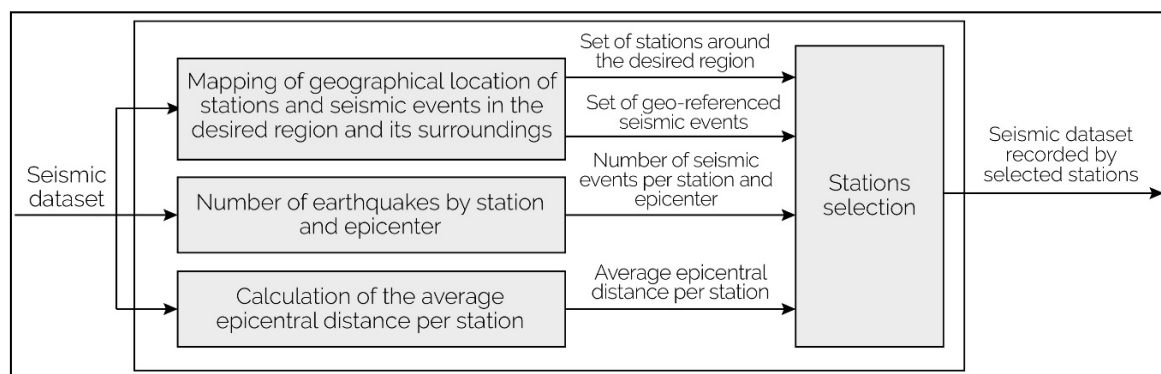 Seismic
dataset
Mapping of geographical location of
stations and seismic events in the
desired region and its surroundings
Number of earthquakes by station
and epicenter
Calculation of the average
epicentral distance per station
Set of stations around
the desired region
Set of geo-referenced
seismic events
Number of seismic
events per station and
epicenter
Average epicentral
distance per station
Stations
selection
Seismic dataset
recorded by
selected stations